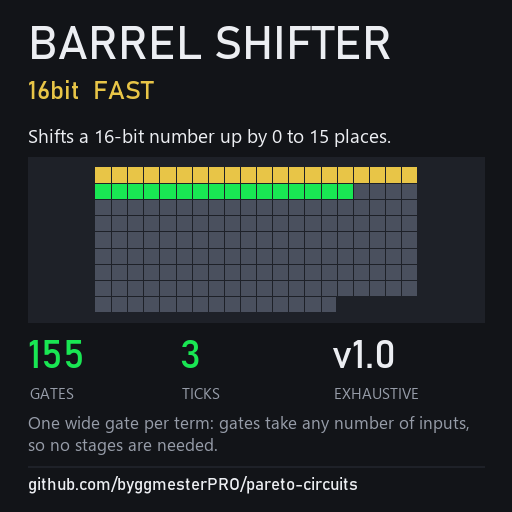 BARREL SHIFTER
16bit FAST
Shifts a 16-bit number up by 0 to 15 places.
155 3 v1.0
GATES TICKS EXHAUSTIVE
One wide gate per term: gates take any number of inputs,
so no stages are needed.
github.com/byggmesterPRO/pareto-circuits